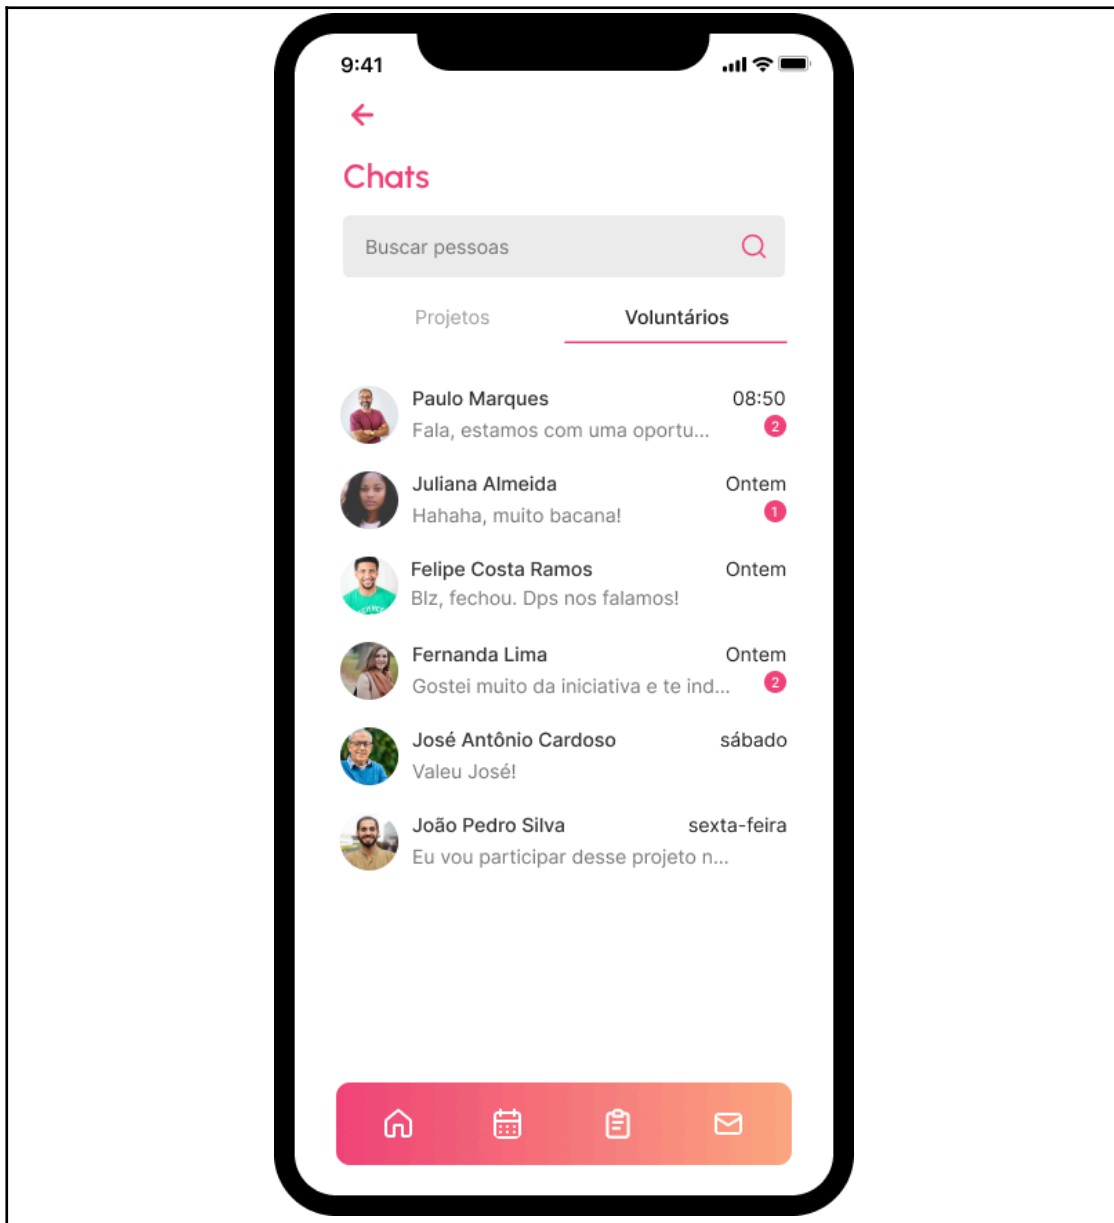 9:41
Chats
Buscar pessoas
Projetos Voluntários
Paulo Marques 08:50
Fala, estamos com uma oportu... 2
Juliana Almeida Ontem
Hahaha, muito bacana! 1
Felipe Costa Ramos Ontem
Blz, fechou. Dps nos falamos!
Fernanda Lima Ontem
Gostei muito da iniciativa e te ind... 2
José Antônio Cardoso sábado
Valeu José!
João Pedro Silva sexta-feira
Eu vou participar desse projeto n...